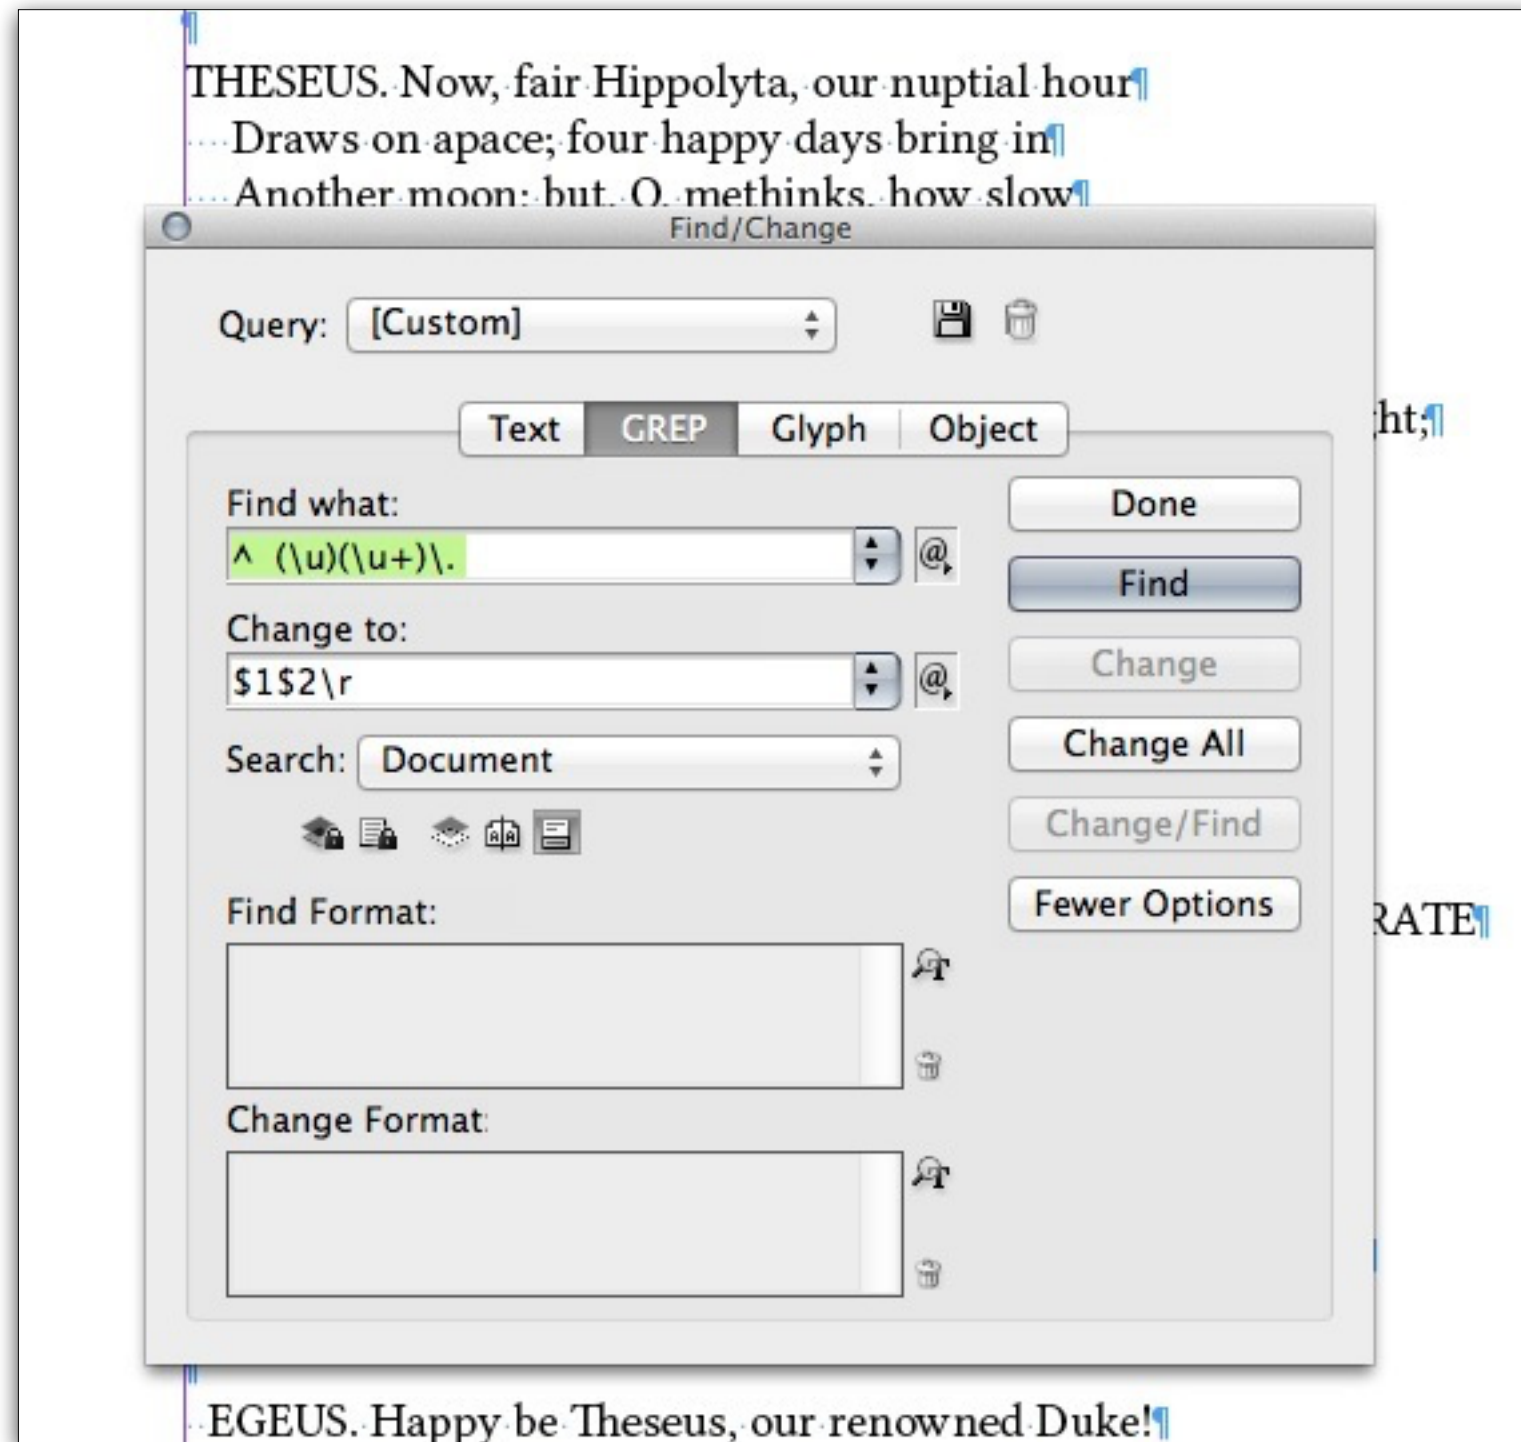 ¶
THESEUS. Now, fair Hippolyta, our nuptial hour¶
Draws on apace; four happy days bring in¶
Another moon; but, O, methinks, how slow¶
Find/Change
Query: [Custom]
Text GREP Glyph Object
ht;¶
Find what:
Done
^  (\u)(\u+)\.
@
Find
Change to:
Change
$1$2\r
@
Search: Document
Change All
Change/Find
Find Format:
Fewer Options
RATE¶
Change Format:
¶
EGEUS. Happy be Theseus, our renowned Duke!¶